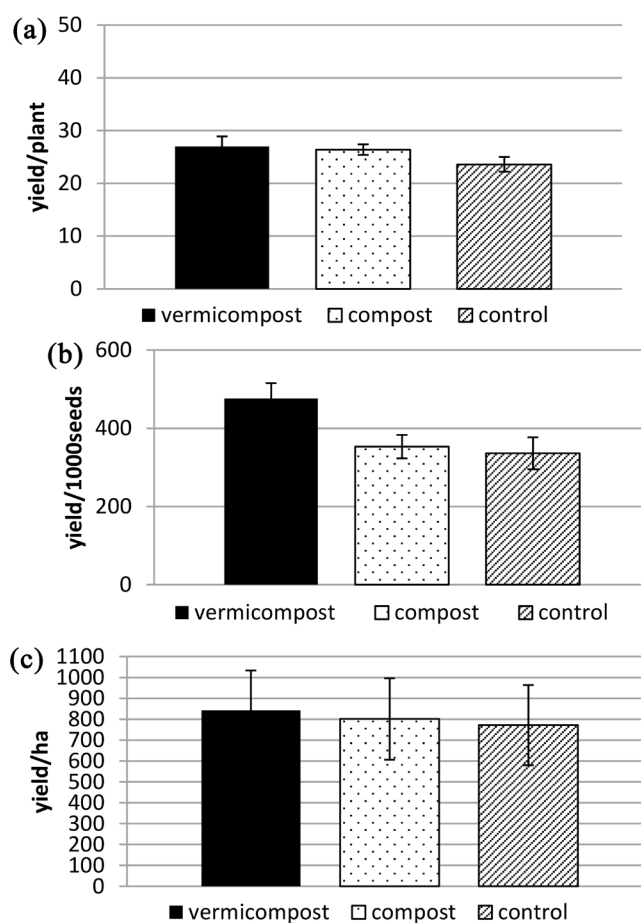 (a)
50
40
30
20
10
0
yield/plant
vermicompost compost control
(b)
600
400
200
0
yield/1000seeds
vermicompost compost control
(c)
1100
1000
900
800
700
600
500
400
300
200
100
0
yield/ha
vermicompost compost control